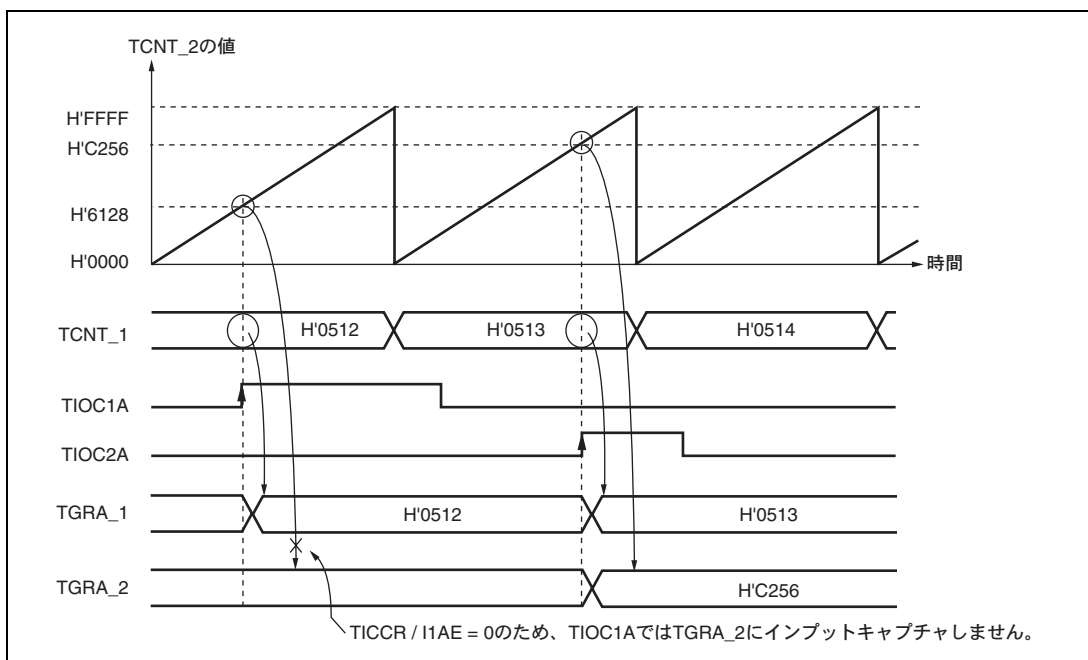 TCNT_2の値
H'FFFF
H'C256
H'6128
H'0000
時間
TCNT_1
H'0512
H'0513
H'0514
TIOC1A
TIOC2A
TGRA_1
H'0512
H'0513
TGRA_2
H'C256
TICCR / I1AE = 0のため、TIOC1AではTGRA_2にインプットキャプチャしません。